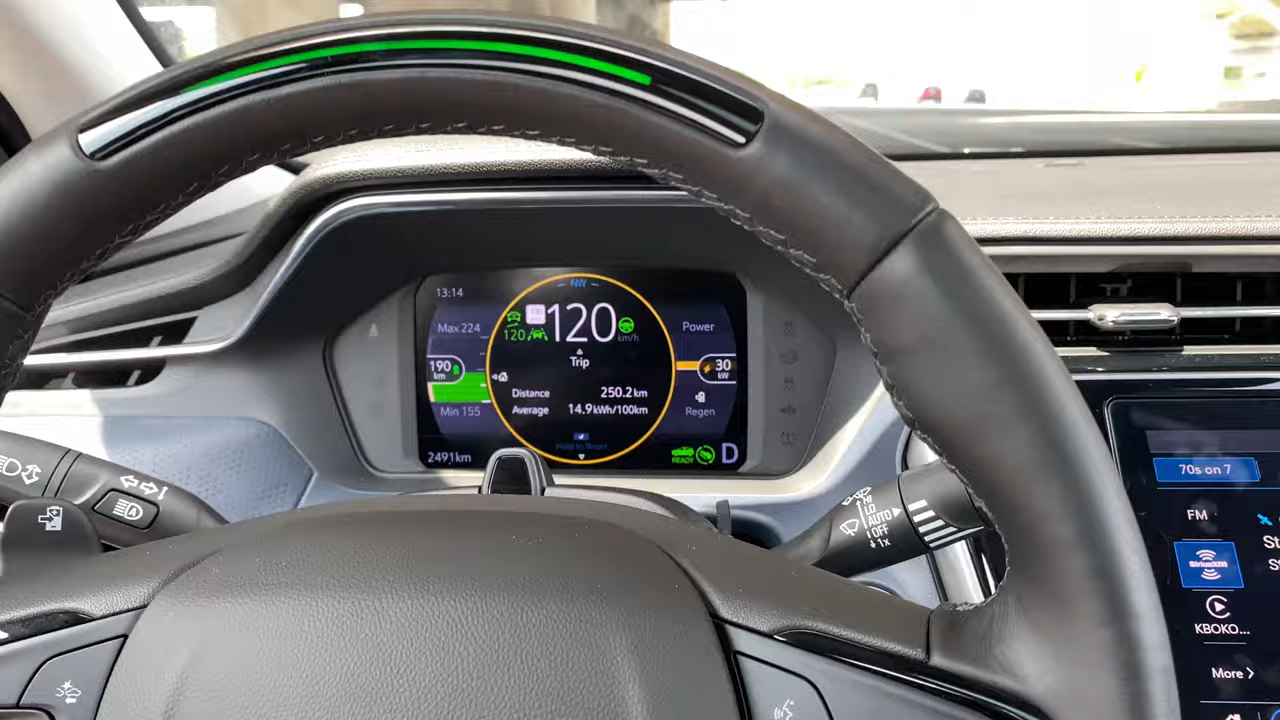 13:14
NW
Max 224
120
120
km/h
Power
Trip
190
km
30
kW
Distance 250.2 km
Average 14.9 kWh/100km
Min 155
Regen
2491 km
READY
D
HI
LO
AUTO
OFF
1x
A
70s on 7
FM
St
SiriusXM
St
KBOKO...
More